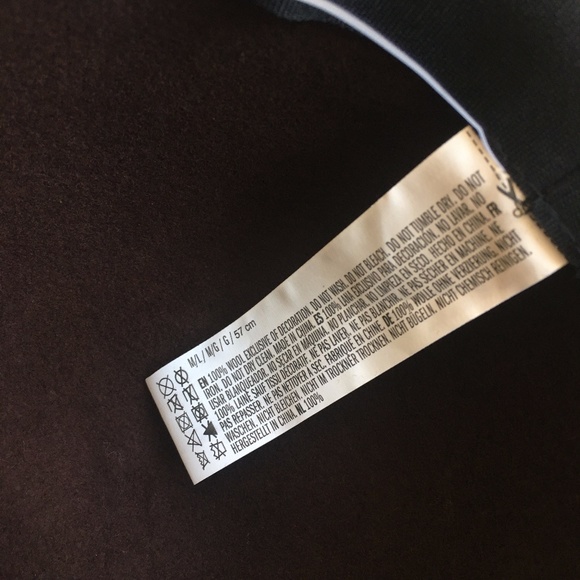 M/L / M/G / G / 57 cm
EN 100% WOOL EXCLUSIVE OF DECORATION. DO NOT WASH. DO NOT BLEACH. DO NOT TUMBLE DRY. DO NOT
IRON. DO NOT DRY CLEAN. MADE IN CHINA. ES 100% LANA EXCLUSIVO PARA DECORACIÓN. NO LAVAR. NO
USAR BLANQUEADOR. NO SECAR EN MÁQUINA. NO PLANCHAR. NO LIMPIEZA EN SECO. HECHO EN CHINA. FR
100% LAINE SAUF TISSU DÉCORATIF. NE PAS LAVER. NE PAS BLANCHIR. NE PAS SÉCHER EN MACHINE. NE
PAS REPASSER. NE PAS NETTOYER À SEC. FABRIQUÉ EN CHINE. DE 100% WOLLE OHNE VERZIERUNG. NICHT
WASCHEN. NICHT BLEICHEN. NICHT IM TROCKNER TROCKNEN. NICHT BÜGELN. NICHT CHEMISCH REINIGEN.
HERGESTELLT IN CHINA. NL 100%